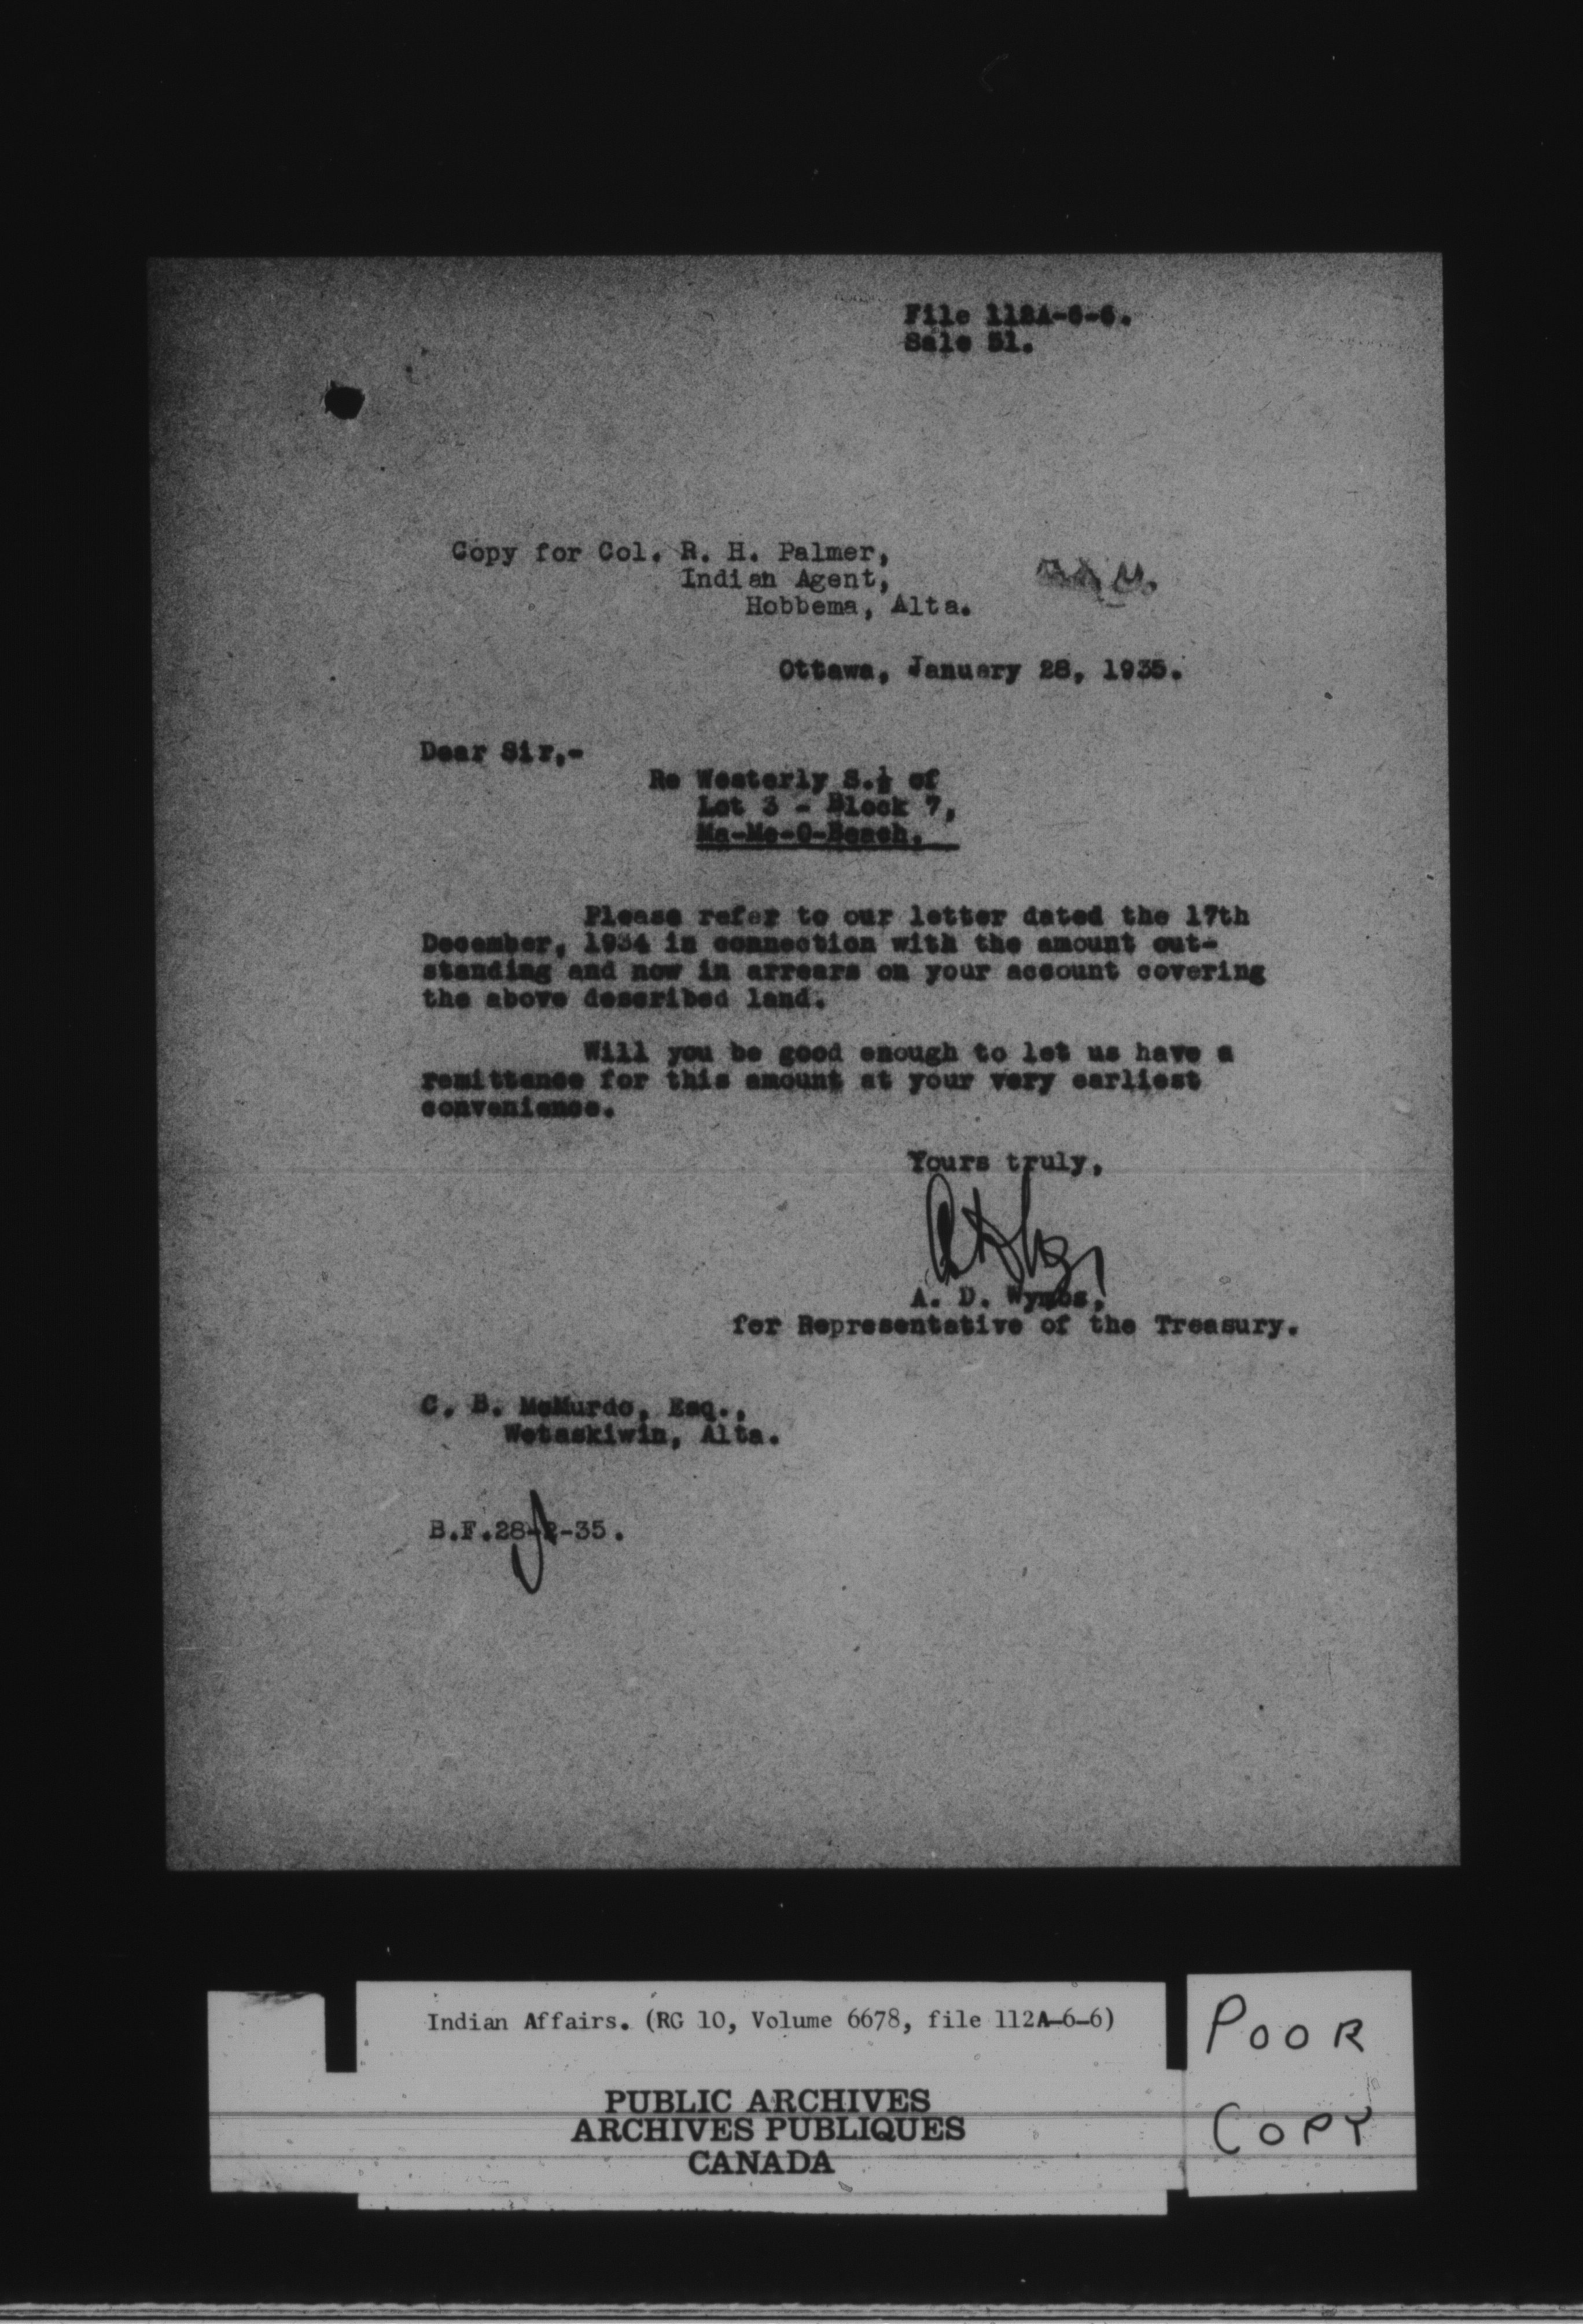 File 112A-6-6.
Sale 51.
Copy for Col. R. H. Palmer,
Indian Agent,
Hobbema, Alta.
Ottawa, January 28, 1935.
Dear Sir,-
Re Westerly S.½ of
Lot 3 - Block 7,
Ma-Me-O-Beach.
Please refer to our letter dated the 17th
December, 1934 in connection with the amount out-
standing and now in arrears on your account covering
the above described land.
Will you be good enough to let us have a
remittance for this amount at your very earliest
convenience.
Yours truly,
A. D.
for Representative of the Treasury.
C. B. McMurdo, Esq.,
Wetaskiwin, Alta.
B.F.28-2-35.
Indian Affairs. (RG 10, Volume 6678, file 112A-6-6)
PUBLIC ARCHIVES
ARCHIVES PUBLIQUES
CANADA
POOR
COPY